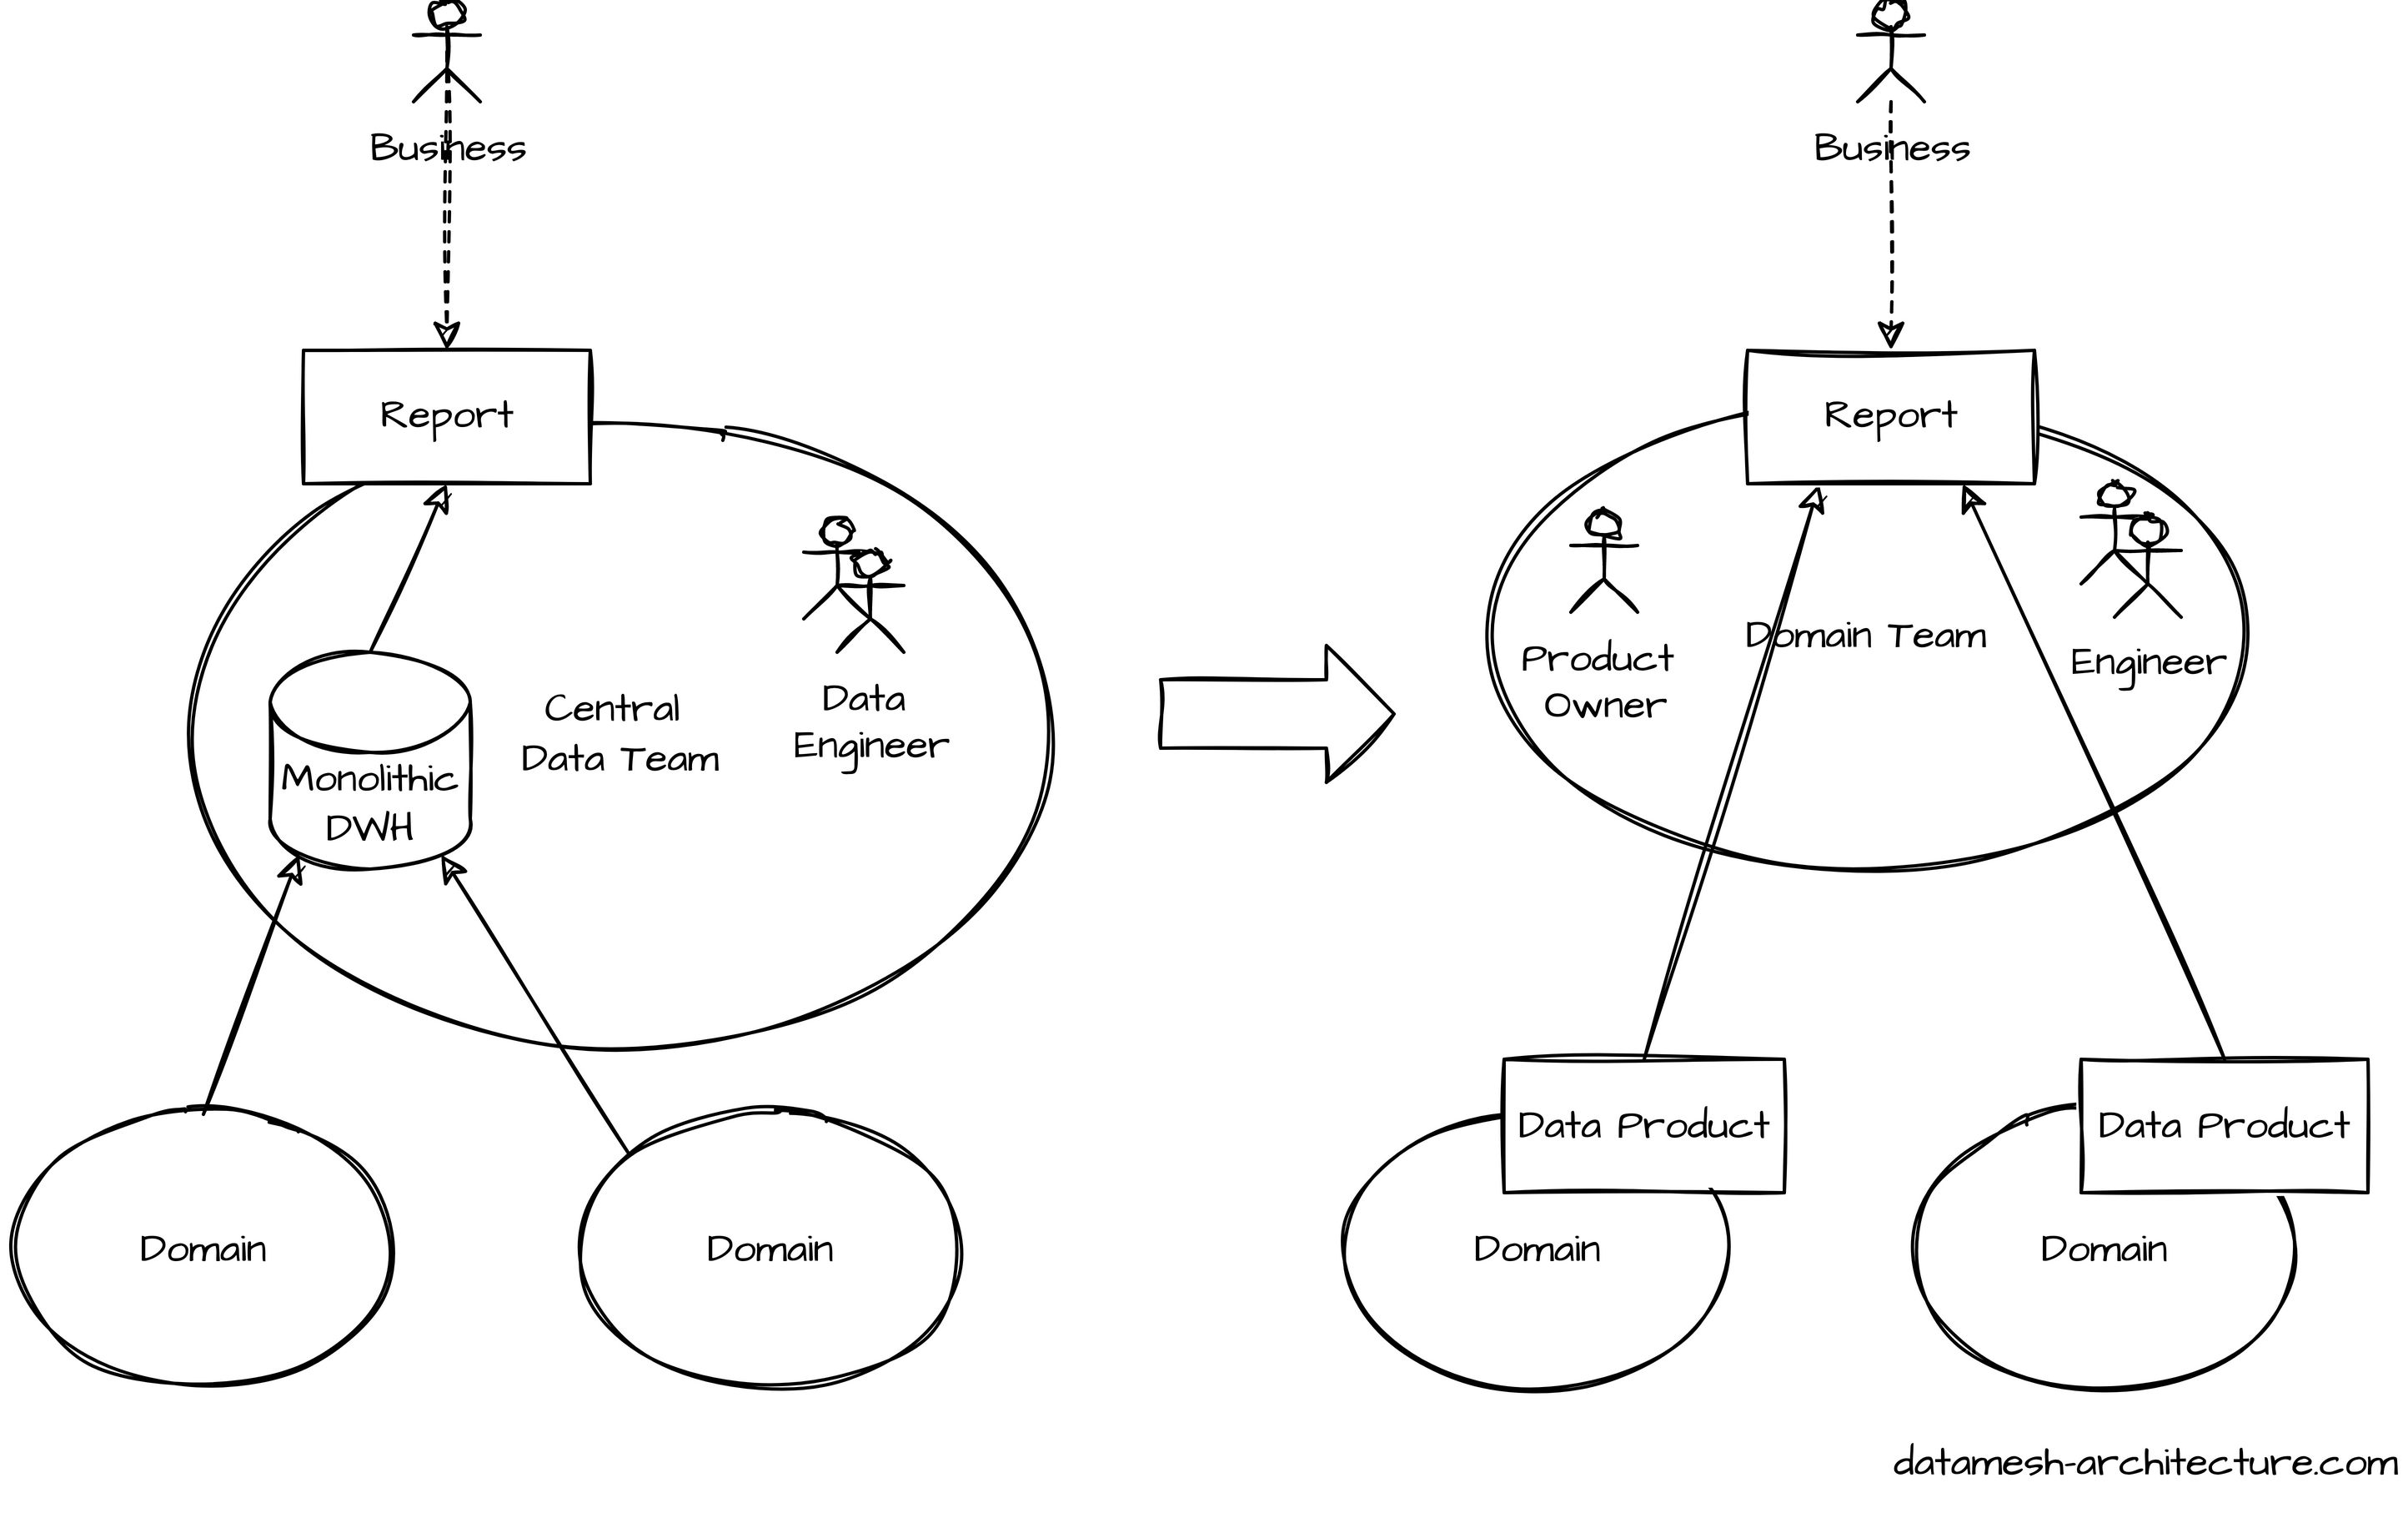 Business
Report
Central
Data Team
Data
Engineer
Monolithic
DWH
Domain
Domain
Business
Report
Product
Owner
Domain Team
Engineer
Data Product
Data Product
Domain
Domain
datamesh-architecture.com